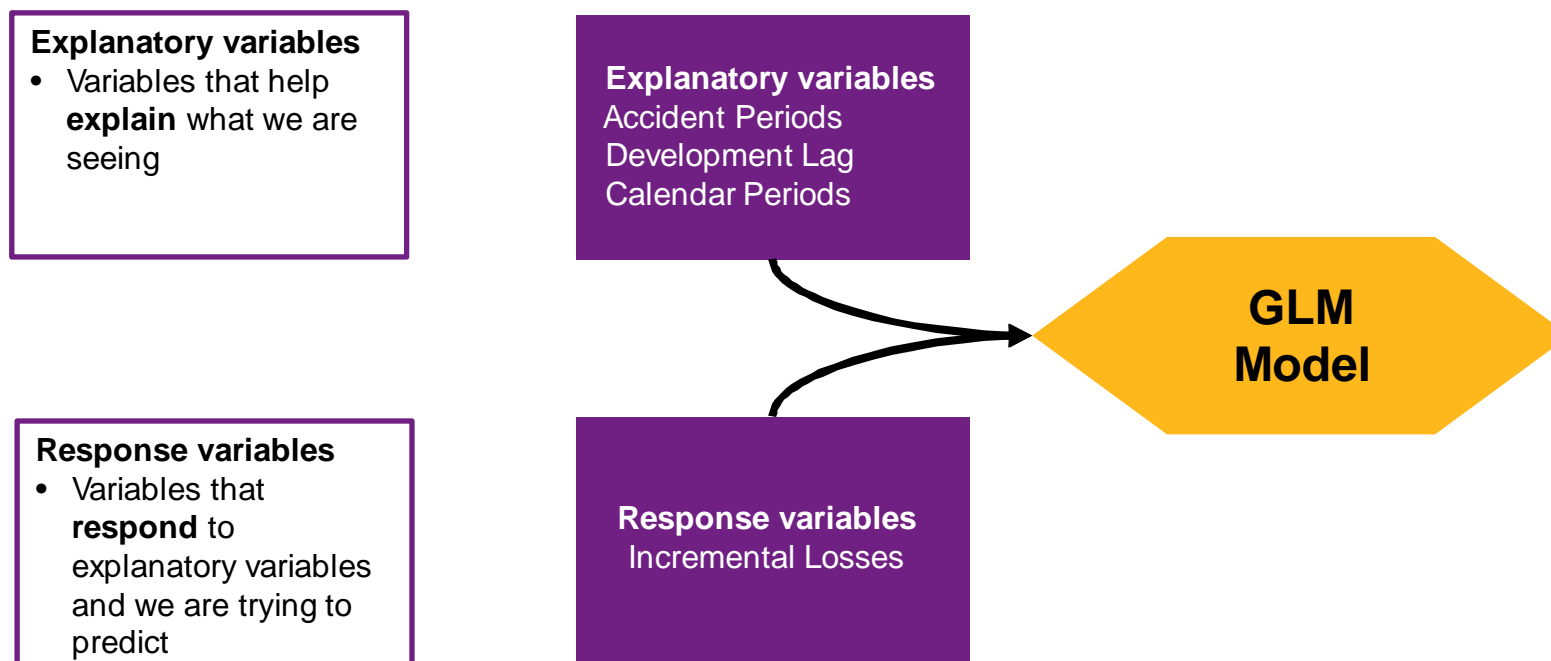 Explanatory variables
• Variables that help
explain what we are
seeing
Explanatory variables
Accident Periods
Development Lag
Calendar Periods
GLM
Model
Response variables
• Variables that
respond to
explanatory variables
and we are trying to
predict
Response variables
Incremental Losses